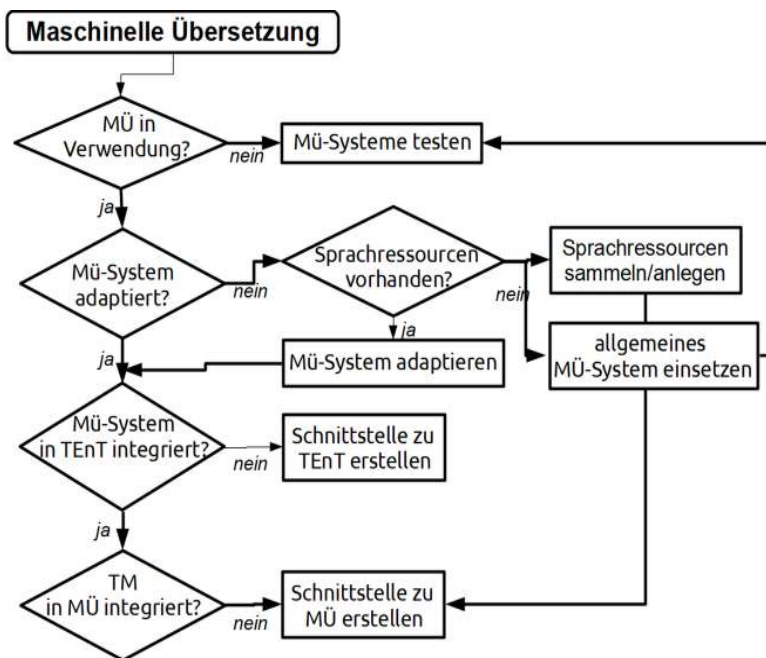 Maschinelle Übersetzung
MÜ in
Verwendung?
nein
Mü-Systeme testen
ja
Mü-System
adaptiert?
nein
Sprachressourcen
vorhanden?
nein
Sprachressourcen
sammeln/anlegen
ja
allgemeines
MÜ-System einsetzen
ja
Mü-System adaptieren
Mü-System
in TEnT integriert?
nein
Schnittstelle zu
TEnT erstellen
ja
TM
in MÜ integriert?
nein
Schnittstelle zu
MÜ erstellen